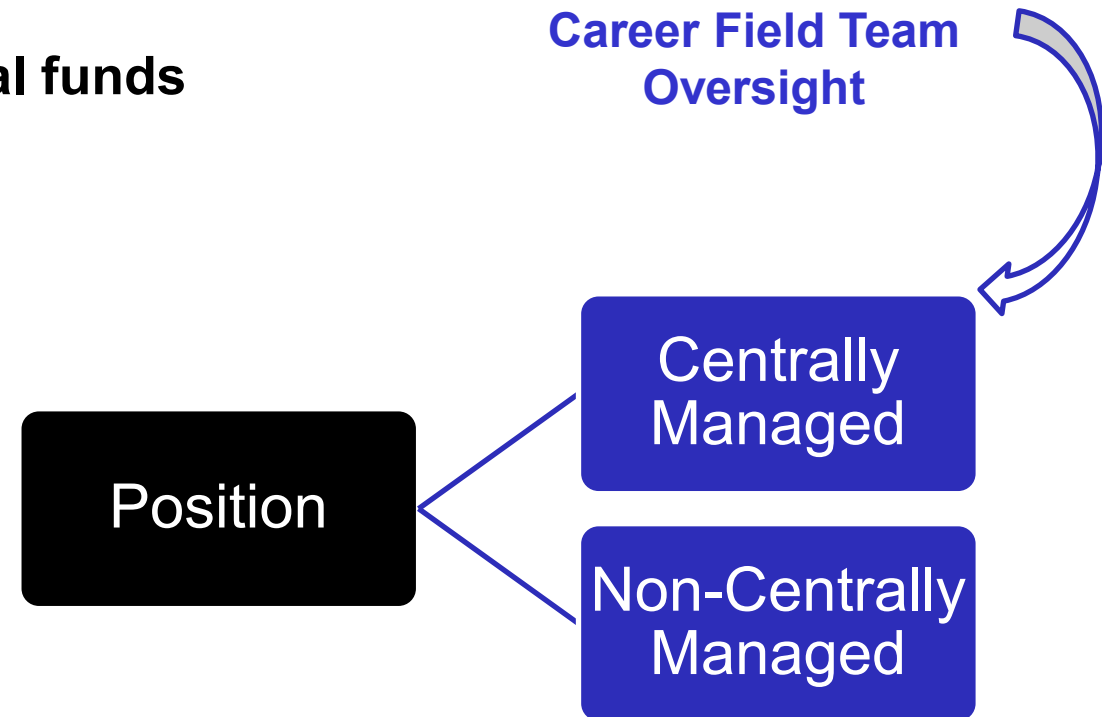 al funds
Career Field Team
Oversight
Centrally
Managed
Position
Non-Centrally
Managed